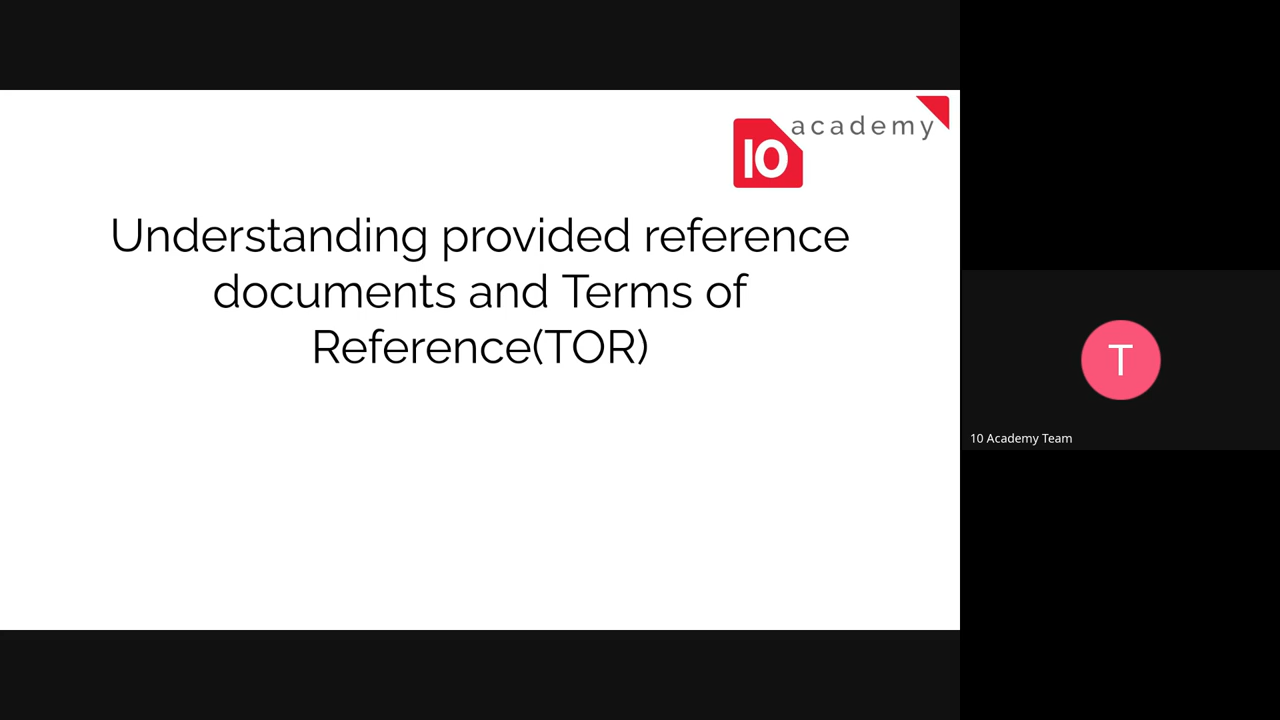 academy
10
Understanding provided reference
documents and Terms of
Reference(TOR)
T
10 Academy Team